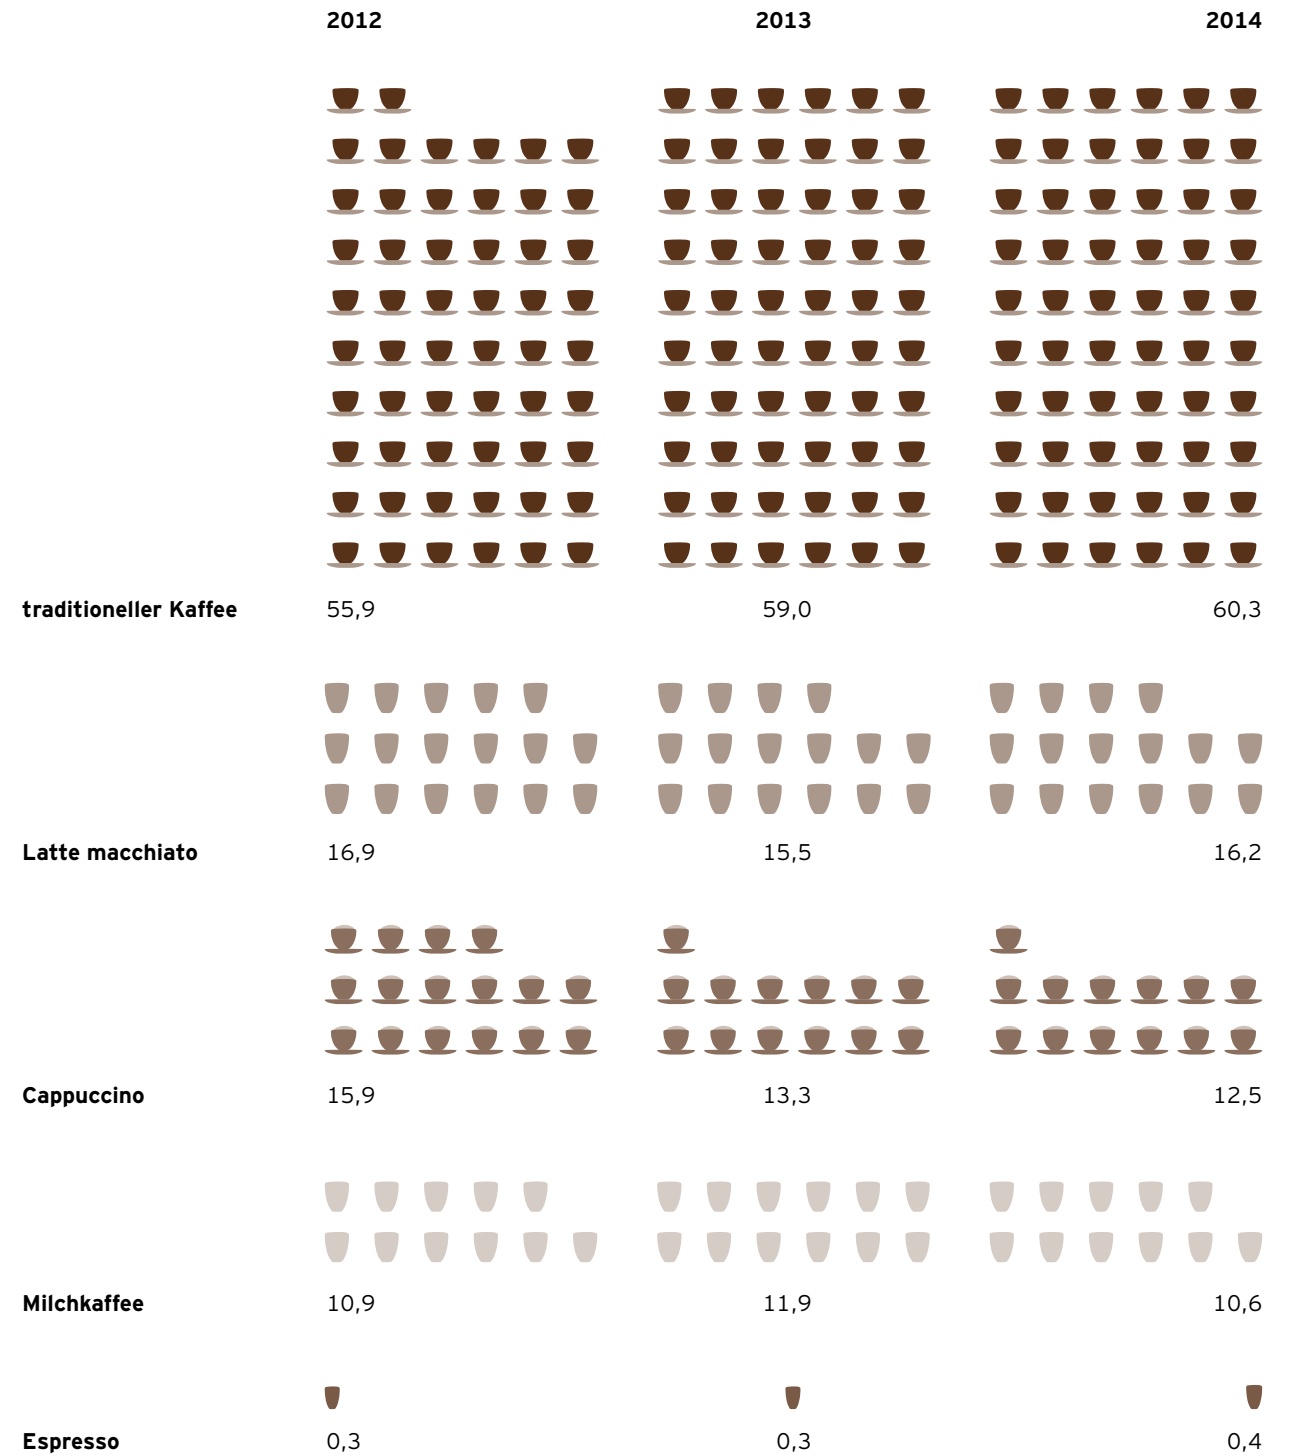 2012 2013 2014
traditioneller Kaffee 55,9 59,0 60,3
Latte macchiato 16,9 15,5 16,2
Cappuccino 15,9 13,3 12,5
Milchkaffee 10,9 11,9 10,6
Espresso 0,3 0,3 0,4